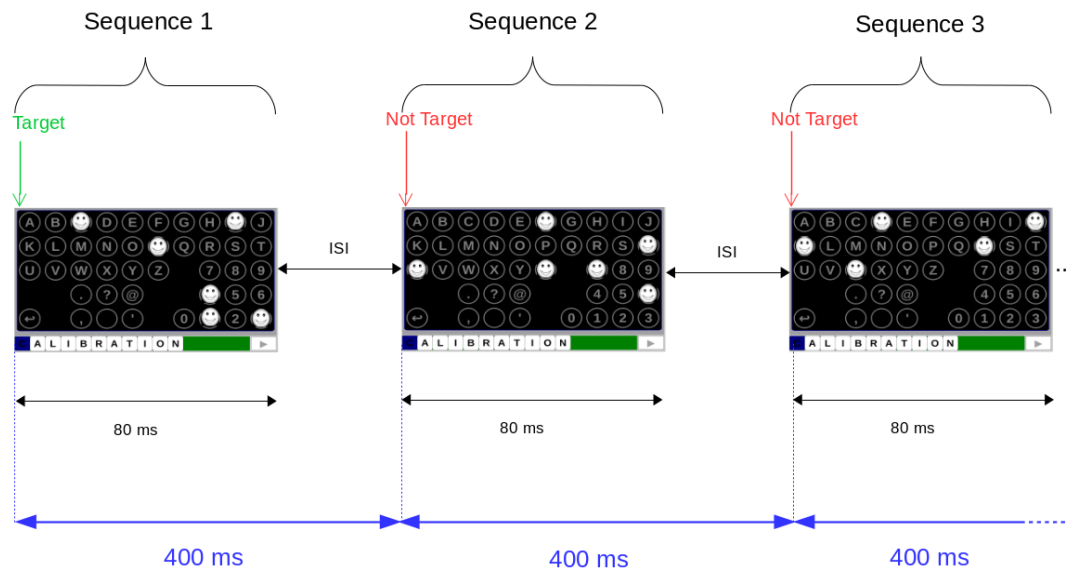 Sequence 1
Sequence 2
Sequence 3
Target
Not Target
Not Target
A B D E F G H J
K L M N O Q R S T
U V W X Y Z 7 8 9
. ? @ 5 6
↩ , ' 0 2
C A L I B R A T I O N
A B C D E G H I J
K L M N O P Q R S
V W X Y 8 9
. ? @ 4 5
↩ , ' 0 1 2 3
A L I B R A T I O N
A B C E F G H I
L M N O P Q S T
U V X Y Z 7 8 9
. ? @ 4 5 6
↩ , ' 0 1 2 3
A L I B R A T I O N
ISI
ISI
..
80 ms
80 ms
80 ms
400 ms
400 ms
400 ms